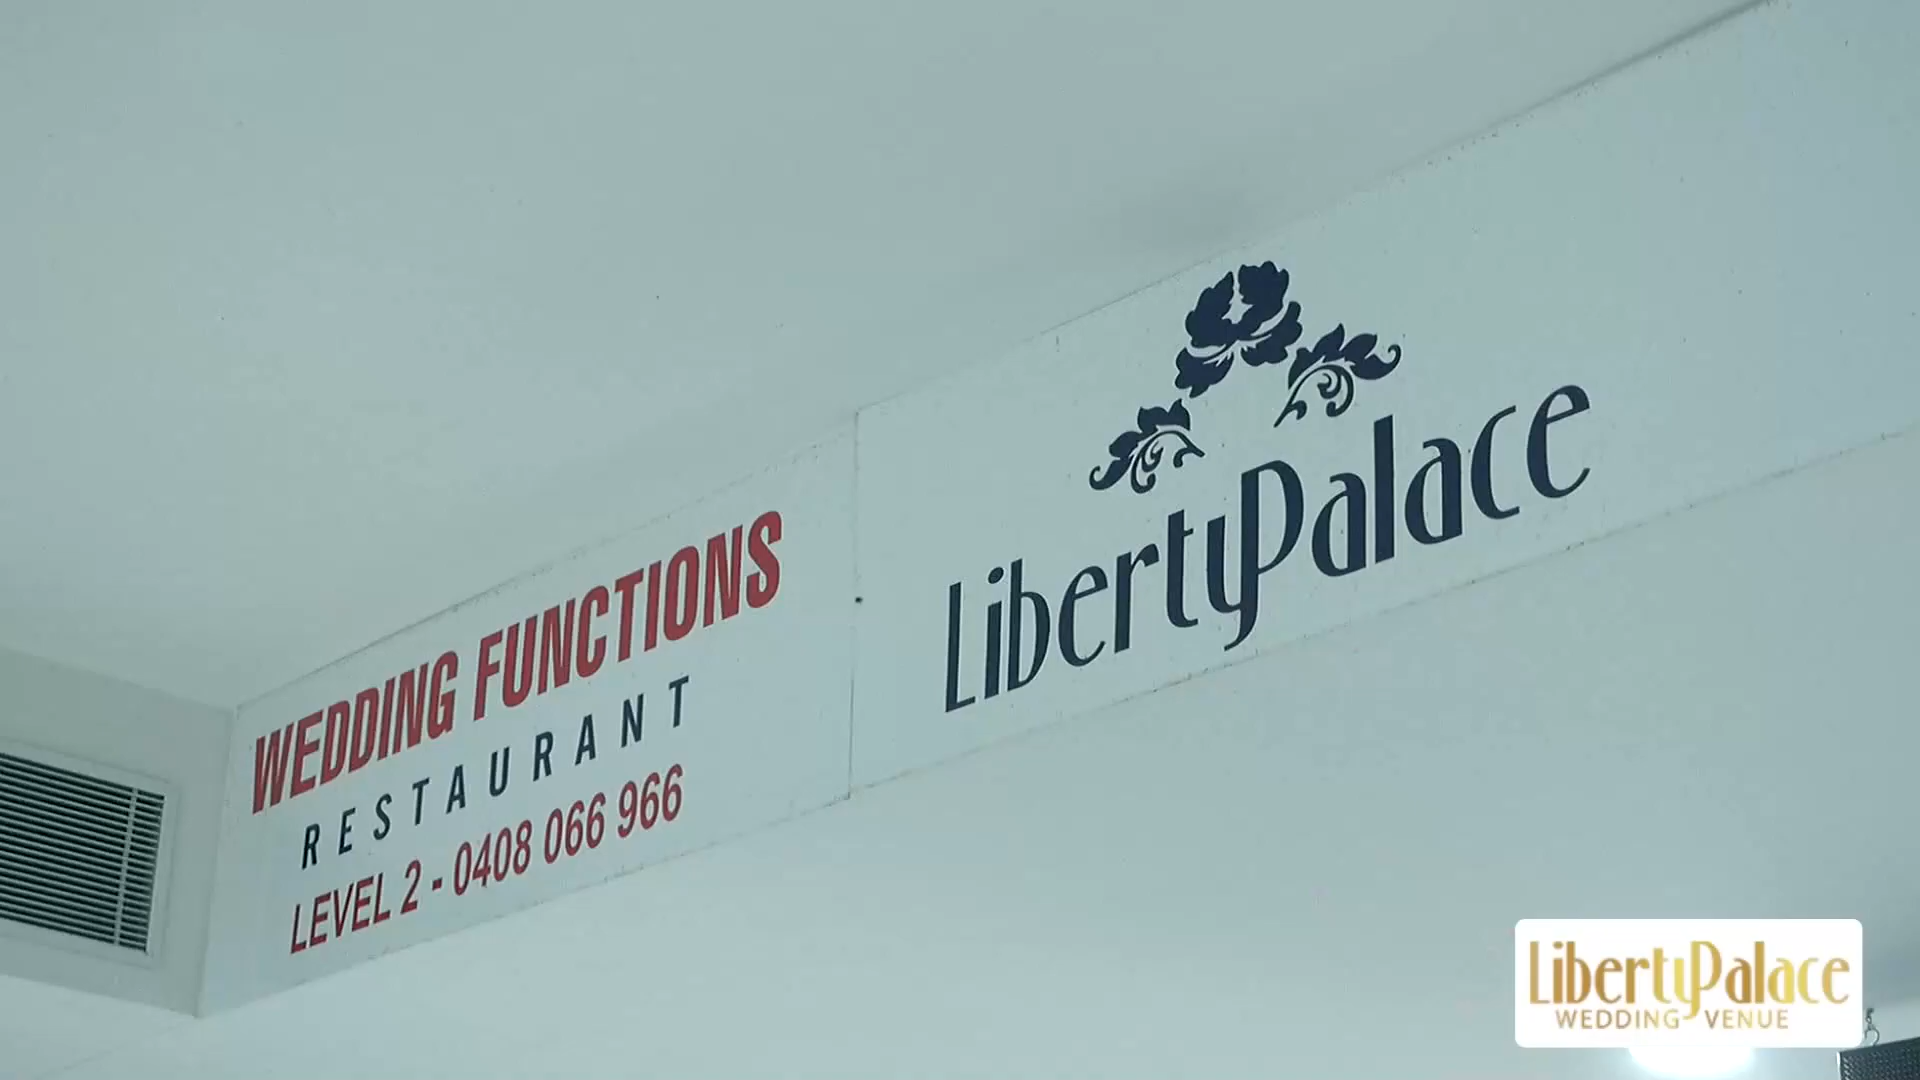 WEDDING FUNCTIONS
RESTAURANT
LEVEL 2 - 0408 066 966
LibertyPalace
LibertyPalace
WEDDING VENUE